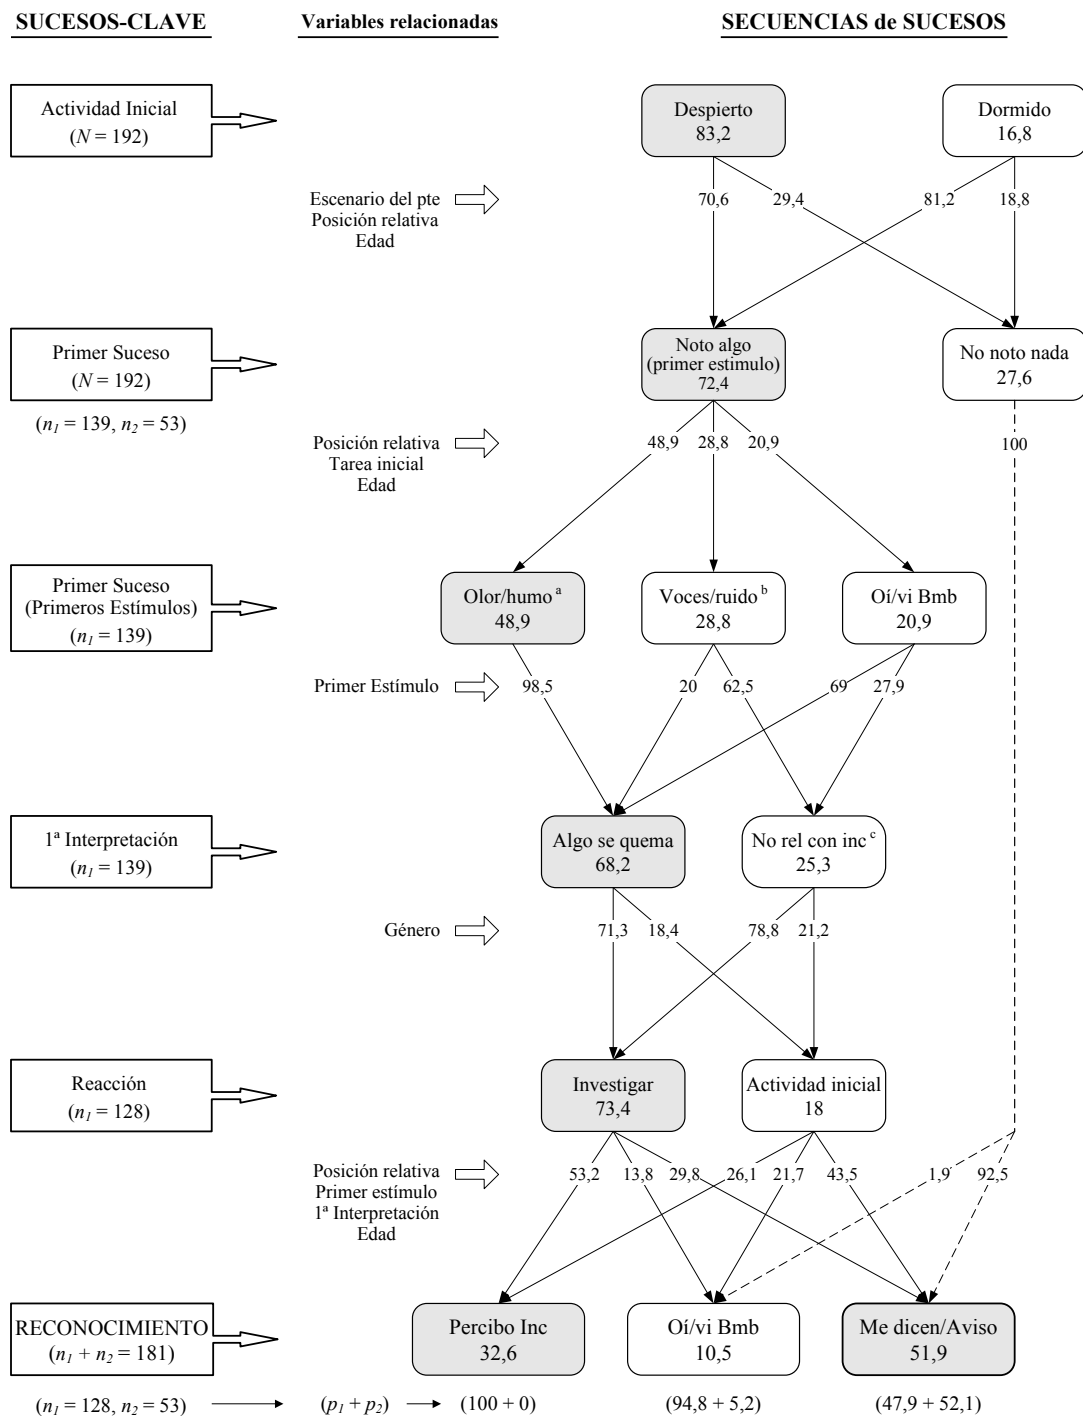 SUCESOS-CLAVE
Variables relacionadas
SECUENCIAS de SUCESOS
Actividad Inicial
(N = 192)
Despierto
83,2
Dormido
16,8
Escenario del pte
Posición relativa
Edad
70,6
29,4
81,2
18,8
Primer Suceso
(N = 192)
(n1 = 139, n2 = 53)
Noto algo
(primer estimulo)
72,4
No noto nada
27,6
Posición relativa
Tarea inicial
Edad
48,9
28,8
20,9
100
Primer Suceso
(Primeros Estímulos)
(n1 = 139)
Olor/humo a
48,9
Voces/ruido b
28,8
Oí/vi Bmb
20,9
Primer Estímulo
98,5
20
62,5
69
27,9
1ª Interpretación
(n1 = 139)
Algo se quema
68,2
No rel con inc c
25,3
Género
71,3
18,4
78,8
21,2
Reacción
(n1 = 128)
Investigar
73,4
Actividad inicial
18
Posición relativa
Primer estímulo
1ª Interpretación
Edad
53,2
13,8
29,8
26,1
21,7
43,5
1,9
92,5
RECONOCIMIENTO
(n1 + n2 = 181)
Percibo Inc
32,6
Oí/vi Bmb
10,5
Me dicen/Aviso
51,9
(n1 = 128, n2 = 53)
(p1 + p2)
(100 + 0)
(94,8 + 5,2)
(47,9 + 52,1)